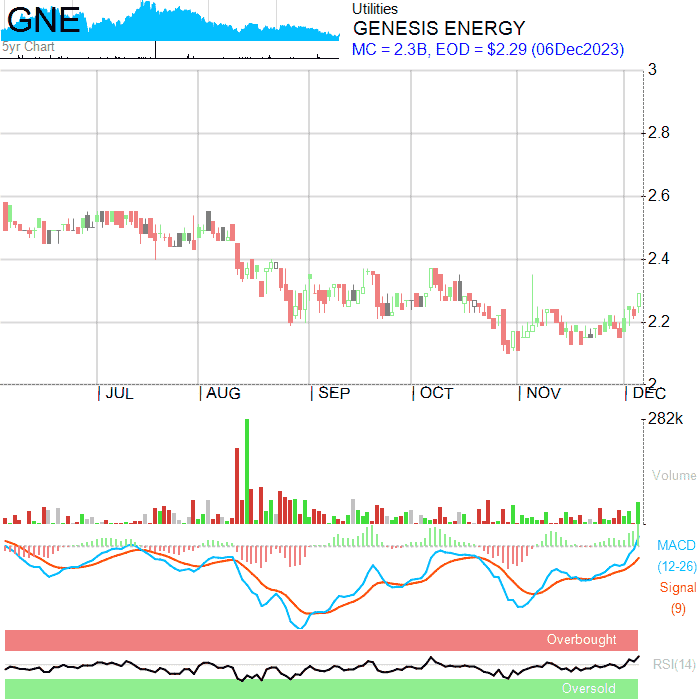 GNE
5yr Chart
Utilities
GENESIS ENERGY
MC = 2.3B, EOD = $2.29 (06Dec2023)
3
2.8
2.6
2.4
2.2
2
JUL AUG SEP OCT NOV DEC
282k
Volume
MACD
(12-26)
Signal
(9)
Overbought
RSI(14)
Oversold